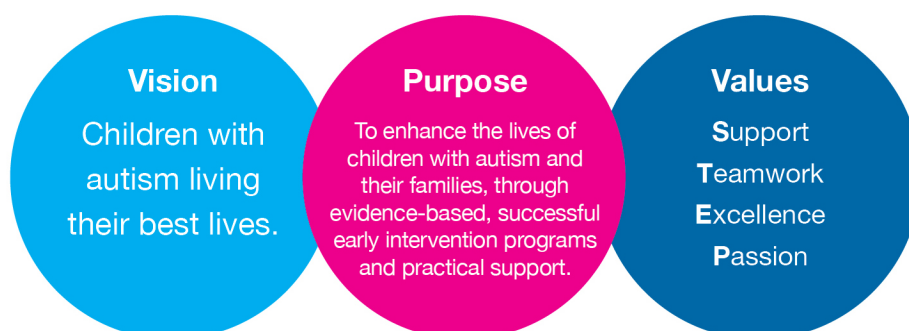 Vision
Children with
autism living
their best lives.
Purpose
To enhance the lives of
children with autism and
their families, through
evidence-based, successful
early intervention programs
and practical support.
Values
Support
Teamwork
Excellence
Passion